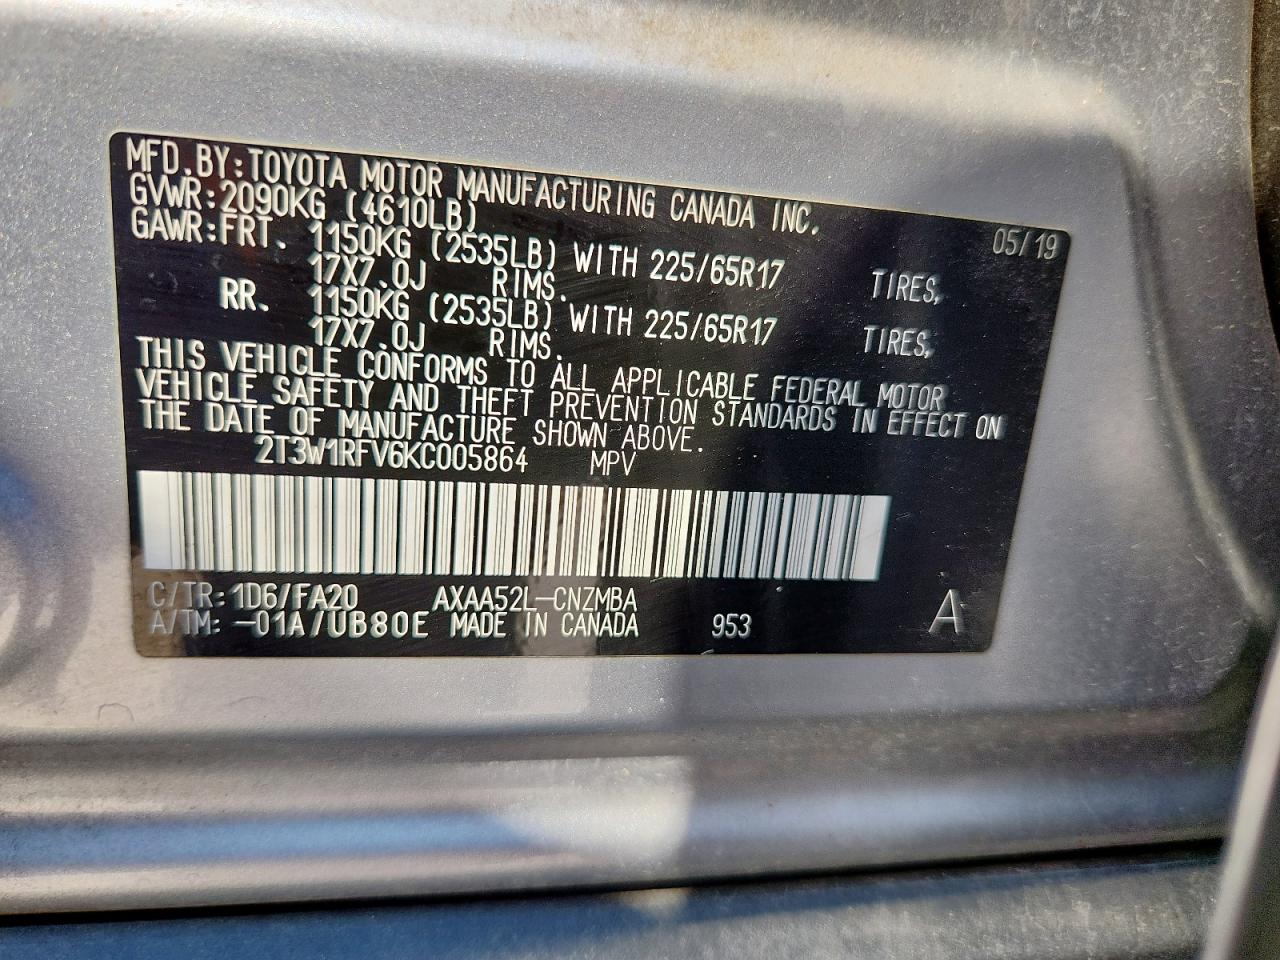 MFD.BY:TOYOTA MOTOR MANUFACTURING CANADA INC. 05/19
GVWR:2090KG (4610LB)
GAWR:FRT. 1150KG (2535LB) WITH 225/65R17 TIRES,
17X7.0J RIMS.
RR. 1150KG (2535LB) WITH 225/65R17 TIRES,
17X7.0J RIMS.
THIS VEHICLE CONFORMS TO ALL APPLICABLE FEDERAL MOTOR
VEHICLE SAFETY AND THEFT PREVENTION STANDARDS IN EFFECT ON
THE DATE OF MANUFACTURE SHOWN ABOVE.
2T3W1RFV6KC005864 MPV
C/TR:1D6/FA20 AXAA52L-CNZMBA
A/TM:-01A/UB80E MADE IN CANADA 953 A